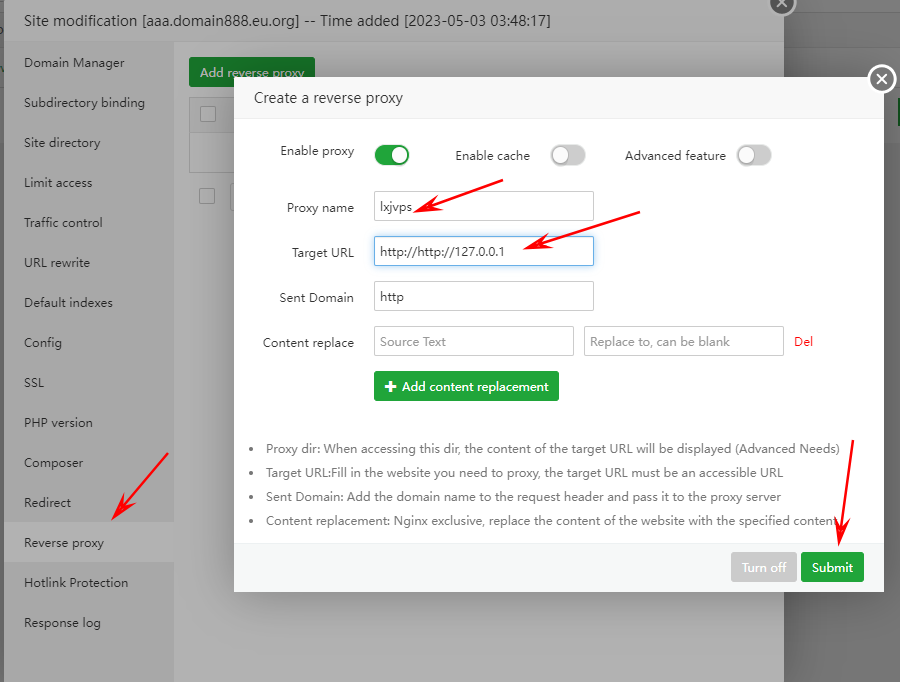 Site modification [aaa.domain888.eu.org] -- Time added [2023-05-03 03:48:17]
Domain Manager
Subdirectory binding
Site directory
Limit access
Traffic control
URL rewrite
Default indexes
Config
SSL
PHP version
Composer
Redirect
Reverse proxy
Hotlink Protection
Response log
Add reverse proxy
Create a reverse proxy
Enable proxy Enable cache Advanced feature
Proxy name lxjvps
Target URL http://http://127.0.0.1
Sent Domain http
Content replace Source Text Replace to, can be blank Del
+ Add content replacement
• Proxy dir: When accessing this dir, the content of the target URL will be displayed (Advanced Needs)
• Target URL:Fill in the website you need to proxy, the target URL must be an accessible URL
• Sent Domain: Add the domain name to the request header and pass it to the proxy server
• Content replacement: Nginx exclusive, replace the content of the website with the specified content
Turn off Submit